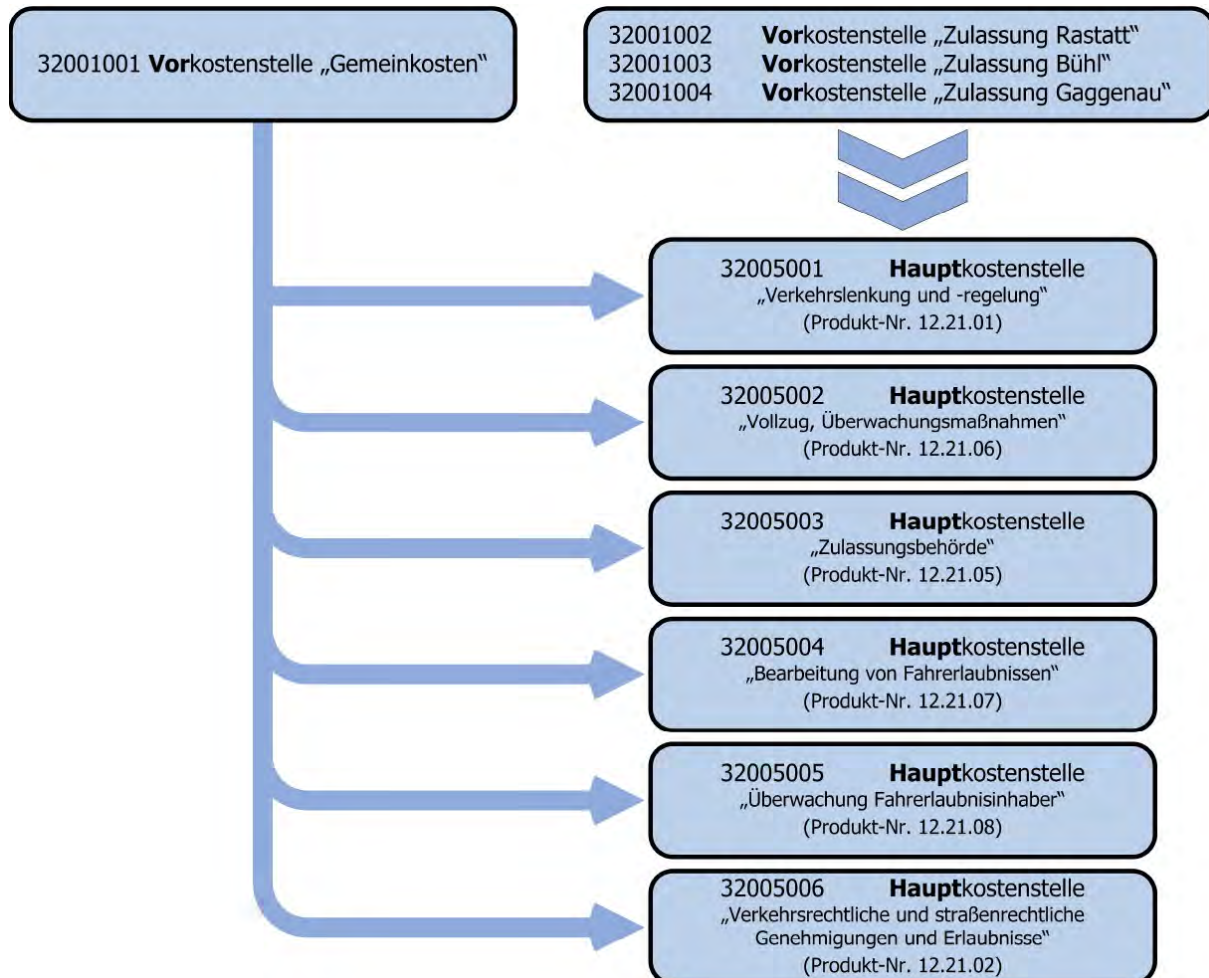 32001001 Vorkostenstelle „Gemeinkosten“
32001002 Vorkostenstelle „Zulassung Rastatt“
32001003 Vorkostenstelle „Zulassung Bühl“
32001004 Vorkostenstelle „Zulassung Gaggenau“
32005001 Hauptkostenstelle
„Verkehrslenkung und -regelung“
(Produkt-Nr. 12.21.01)
32005002 Hauptkostenstelle
„Vollzug, Überwachungsmaßnahmen“
(Produkt-Nr. 12.21.06)
32005003 Hauptkostenstelle
„Zulassungsbehörde“
(Produkt-Nr. 12.21.05)
32005004 Hauptkostenstelle
„Bearbeitung von Fahrerlaubnissen“
(Produkt-Nr. 12.21.07)
32005005 Hauptkostenstelle
„Überwachung Fahrerlaubnisinhaber“
(Produkt-Nr. 12.21.08)
32005006 Hauptkostenstelle
„Verkehrsrechtliche und straßenrechtliche
Genehmigungen und Erlaubnisse“
(Produkt-Nr. 12.21.02)